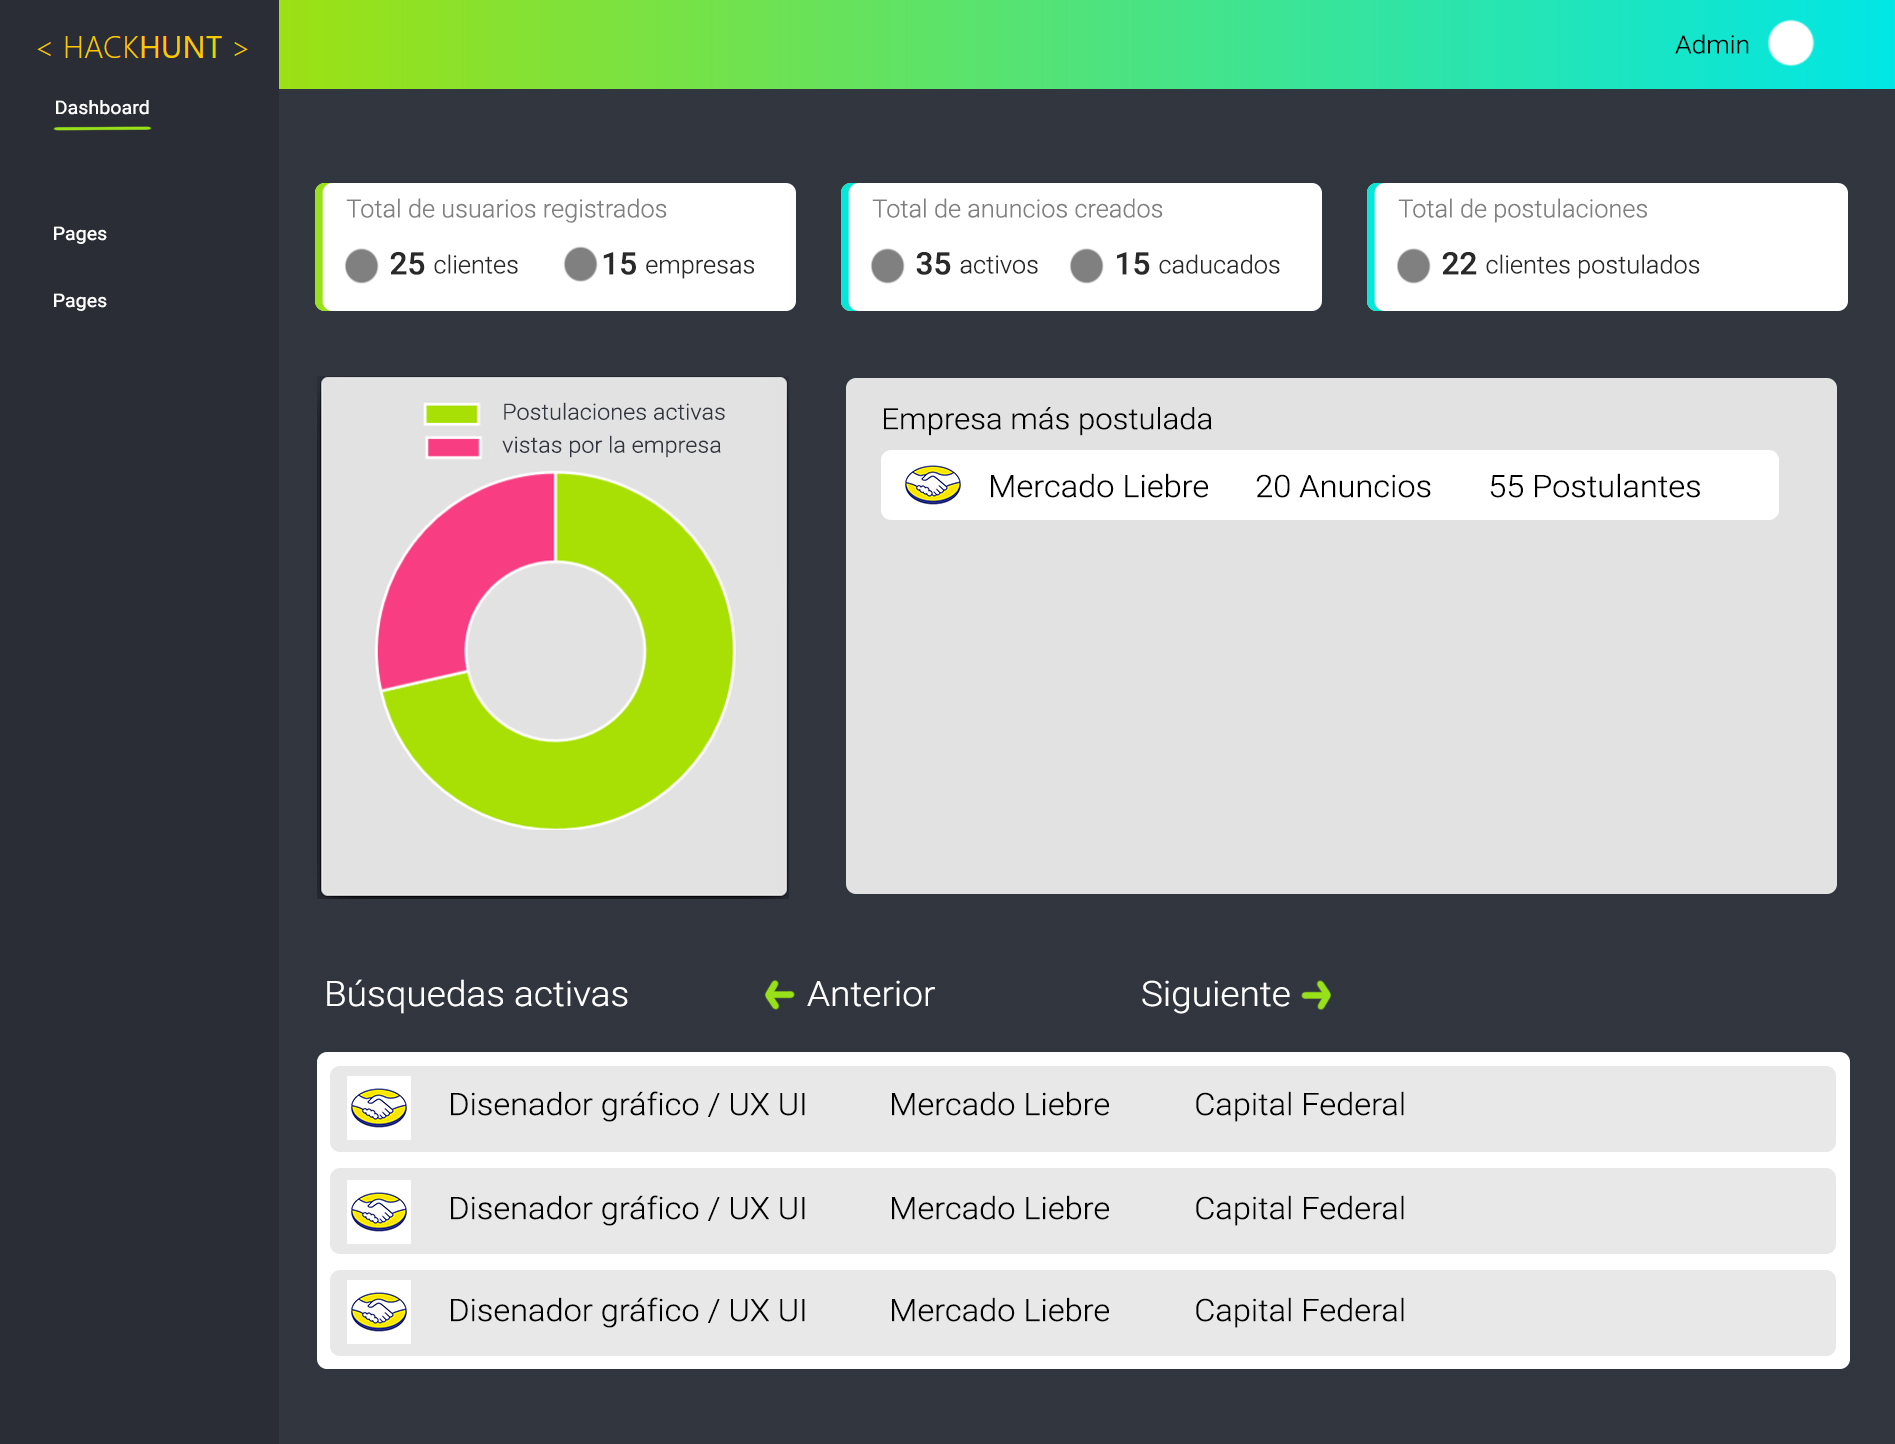 < HACKHUNT >
Admin
Dashboard
Pages
Pages
Total de usuarios registrados
25 clientes 15 empresas
Total de anuncios creados
35 activos 15 caducados
Total de postulaciones
22 clientes postulados
Postulaciones activas
vistas por la empresa
Empresa más postulada
Mercado Liebre 20 Anuncios 55 Postulantes
Búsquedas activas Anterior Siguiente
Disenador gráfico / UX UI Mercado Liebre Capital Federal
Disenador gráfico / UX UI Mercado Liebre Capital Federal
Disenador gráfico / UX UI Mercado Liebre Capital Federal